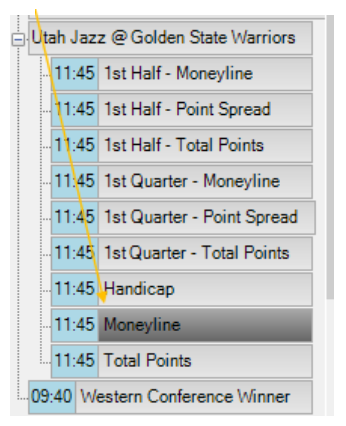 Utah Jazz @ Golden State Warriors
11:45 1st Half - Moneyline
11:45 1st Half - Point Spread
11:45 1st Half - Total Points
11:45 1st Quarter - Moneyline
11:45 1st Quarter - Point Spread
11:45 1st Quarter - Total Points
11:45 Handicap
11:45 Moneyline
11:45 Total Points
09:40 Western Conference Winner